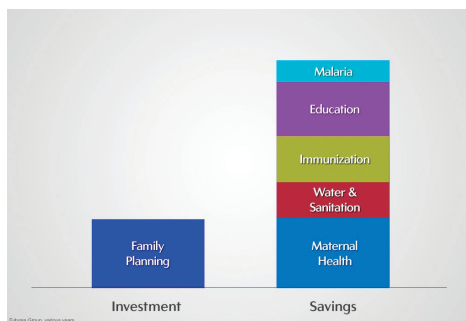 Malaria
Education
Immunization
Water &
Sanitation
Family
Planning
Maternal
Health
Investment
Savings